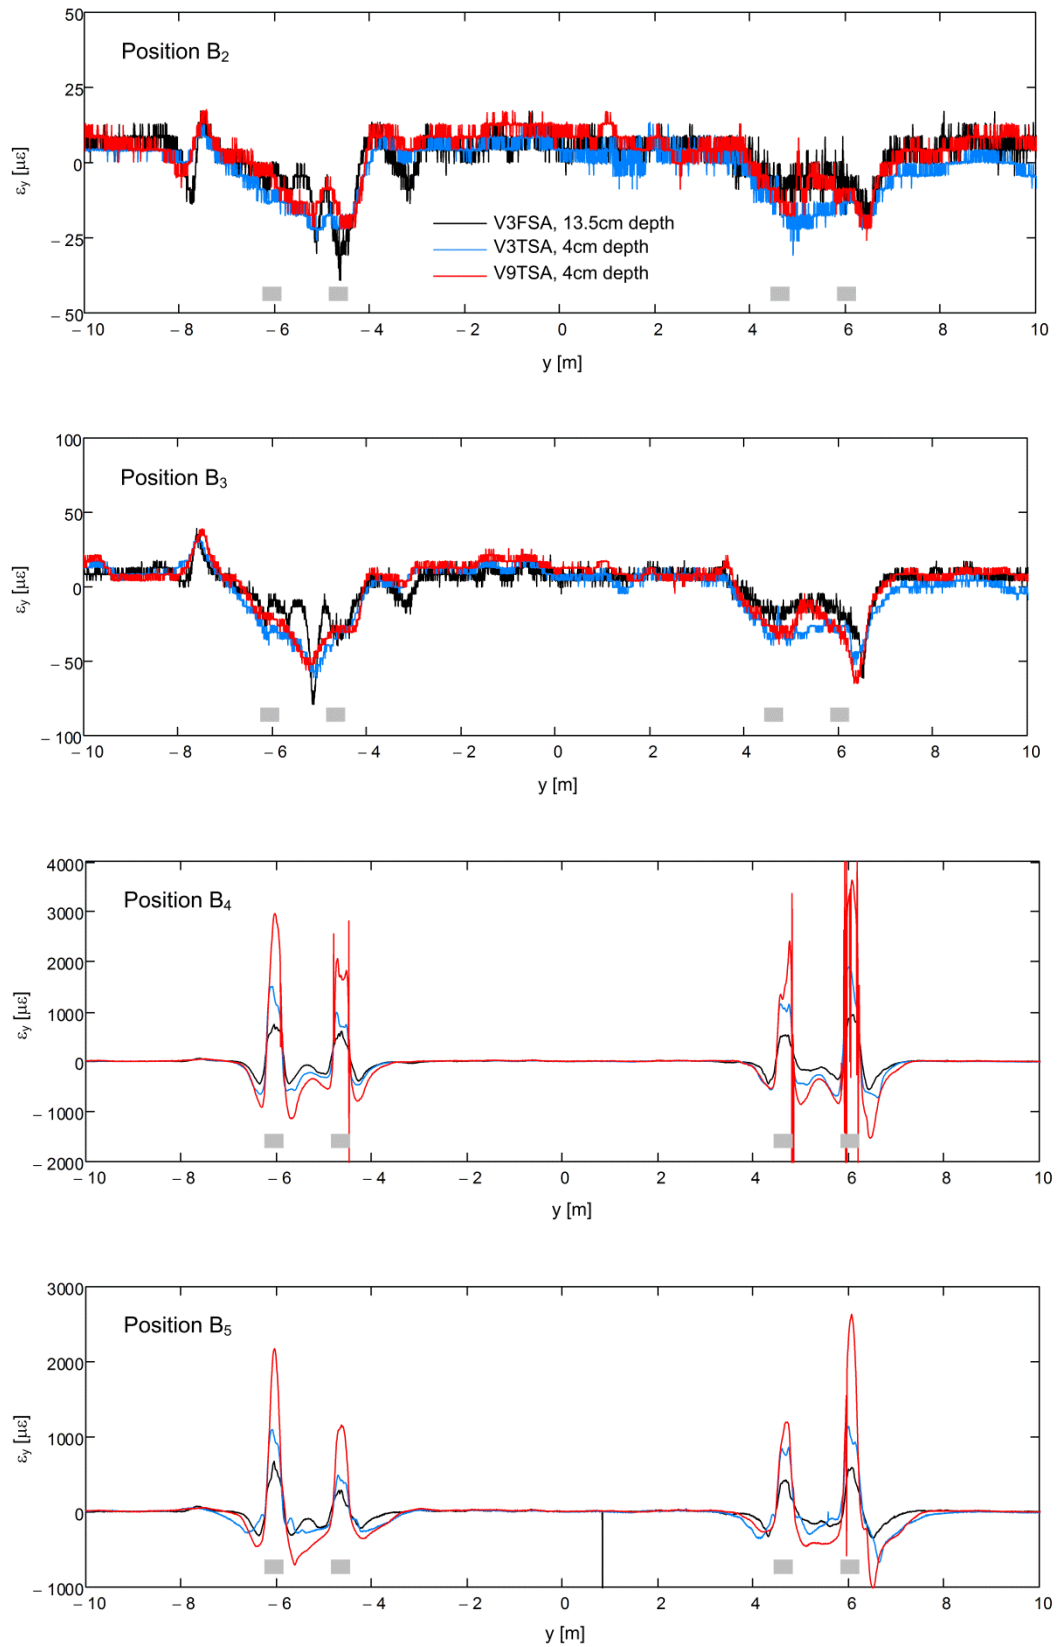 50
Position B₂
25
εy [µε]
0
V3FSA, 13.5cm depth
– 25
V3TSA, 4cm depth
V9TSA, 4cm depth
– 50
– 10 – 8 – 6 – 4 – 2 0 2 4 6 8 10
y [m]
100
Position B₃
50
εy [µε]
0
– 50
– 100
– 10 – 8 – 6 – 4 – 2 0 2 4 6 8 10
y [m]
4000
Position B₄
3000
2000
εy [µε]
1000
0
– 1000
– 2000
– 10 – 8 – 6 – 4 – 2 0 2 4 6 8 10
y [m]
3000
Position B₅
2000
εy [µε]
1000
0
– 1000
– 10 – 8 – 6 – 4 – 2 0 2 4 6 8 10
y [m]